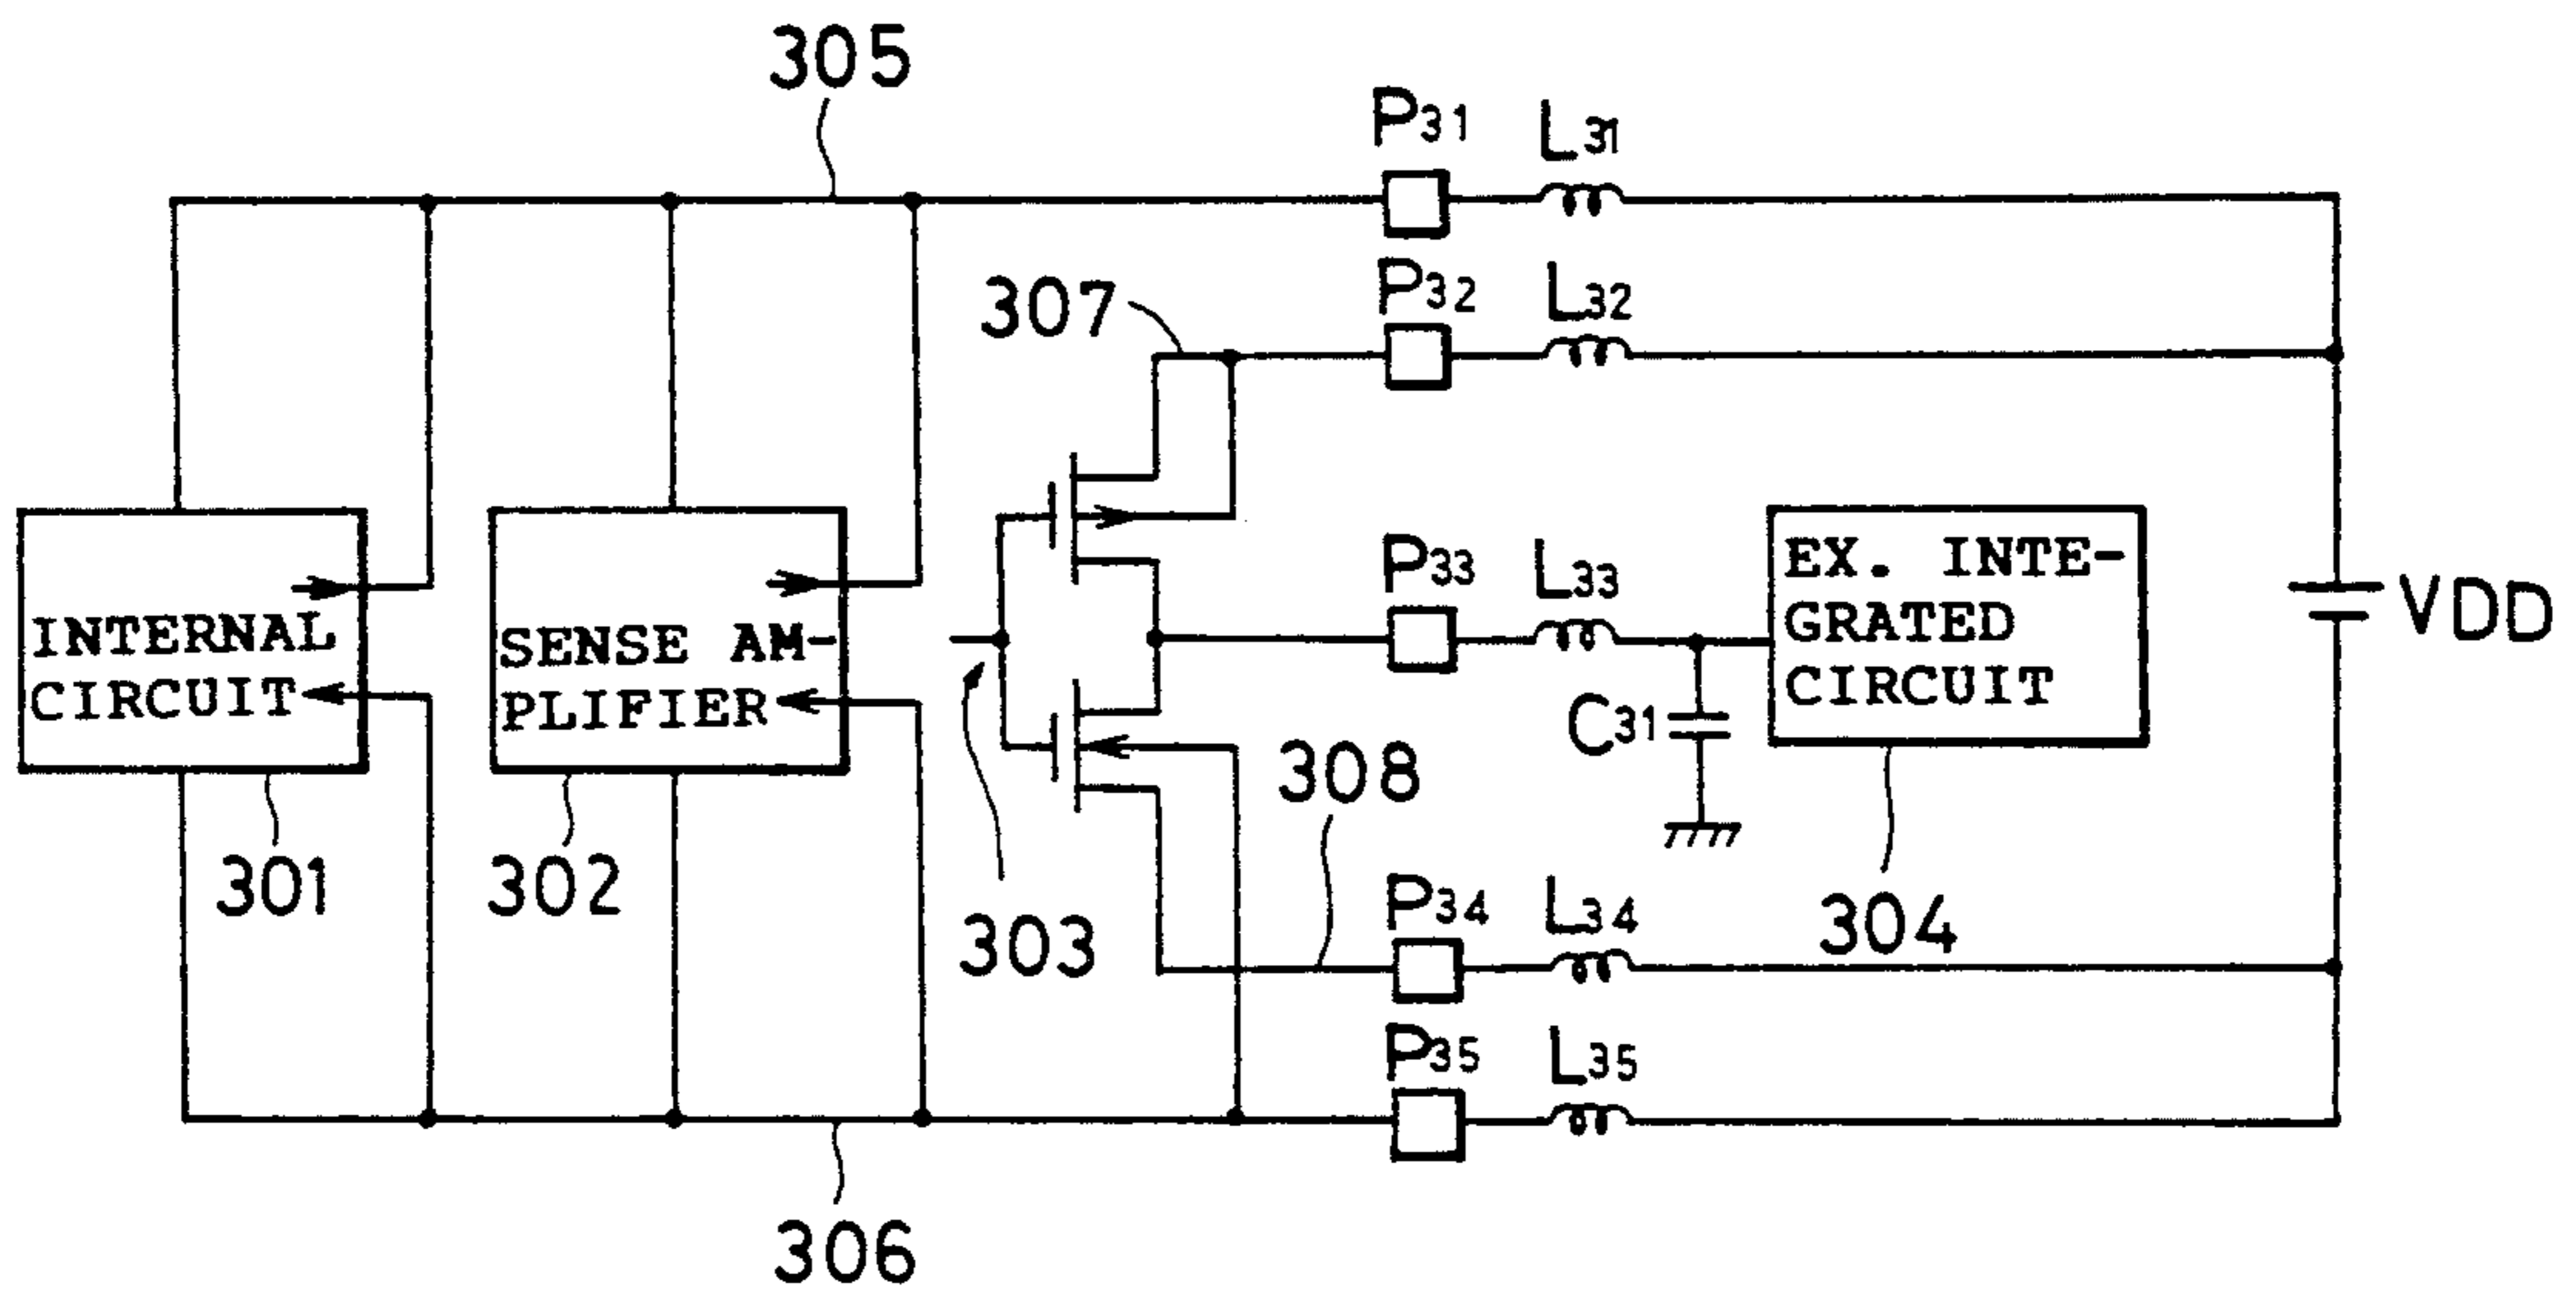 305
P31
L31
307
P32
L32
P33
L33
EX. INTE-
GRATED
CIRCUIT
VDD
INTERNAL
CIRCUIT
SENSE AM-
PLIFIER
C31
308
301
302
303
P34
L34
304
P35
L35
306